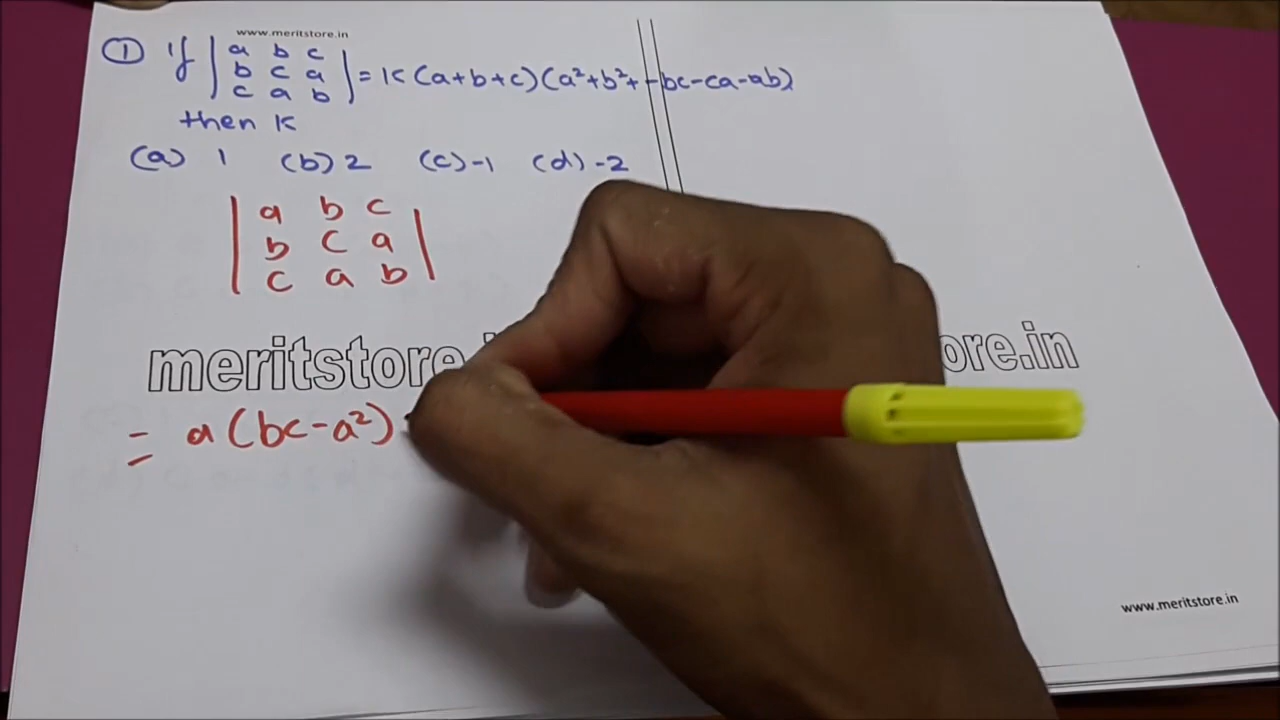 www.meritstore.in
① if | a b c |
| b c a | = K(a+b+c)(a²+b²+-bc-ca-ab)
| c a b |
then K
(a) 1 (b) 2 (c) -1 (d) -2
| a b c |
| b c a |
| c a b |
meritstore. ore.in
= a(bc-a²)
www.meritstore.in